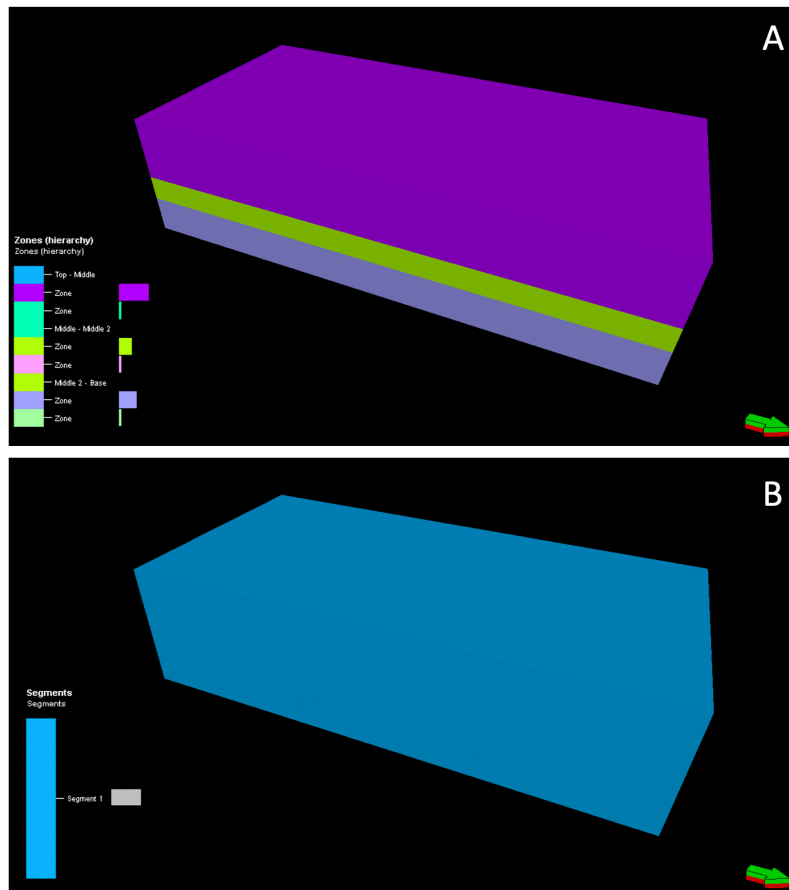 A
Zones (hierarchy)
Zones (hierarchy)
Top - Middle
Zone
Zone
Middle - Middle 2
Zone
Zone
Middle 2 - Base
Zone
Zone
B
Segments
Segments
Segment 1